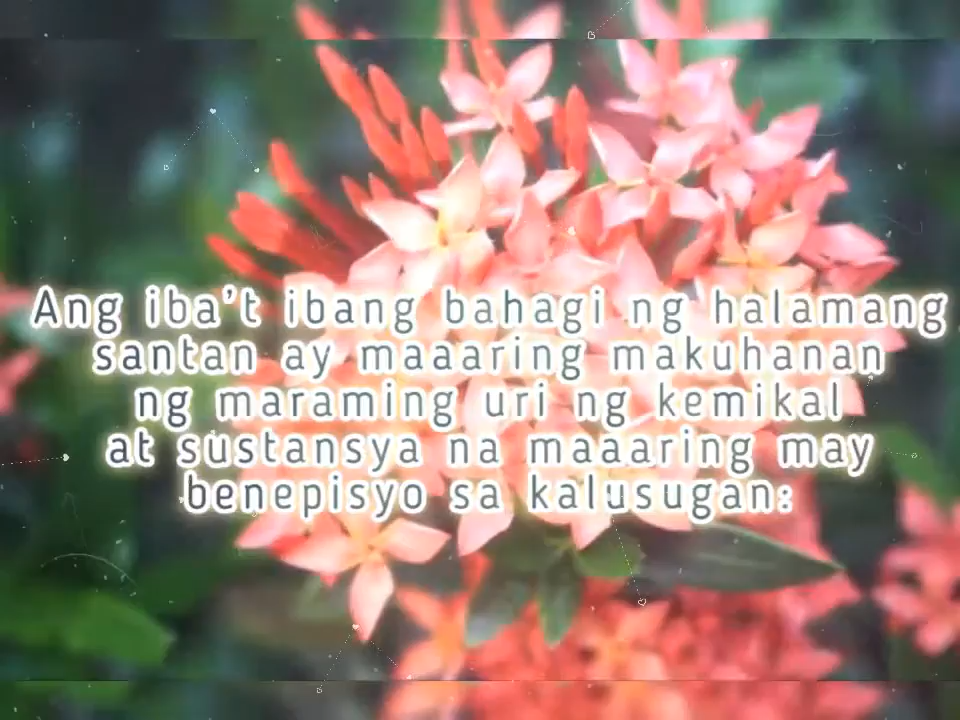 Ang iba't ibang bahagi ng halamang
santan ay maaaring makuhanan
ng maraming uri ng kemikal
at sustansya na maaaring may
benepisyo sa kalusugan: